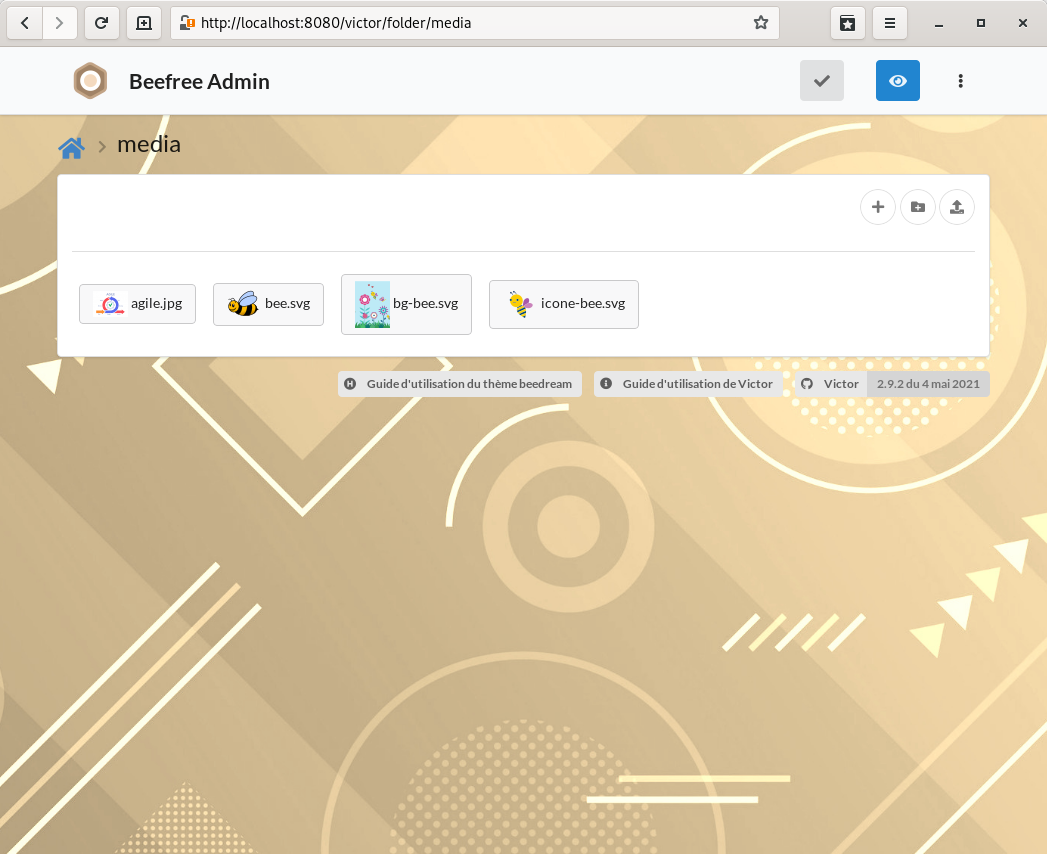 http://localhost:8080/victor/folder/media
Beefree Admin
media
agile.jpg
bee.svg
bg-bee.svg
icone-bee.svg
Guide d'utilisation du thème beedream
Guide d'utilisation de Victor
Victor 2.9.2 du 4 mai 2021